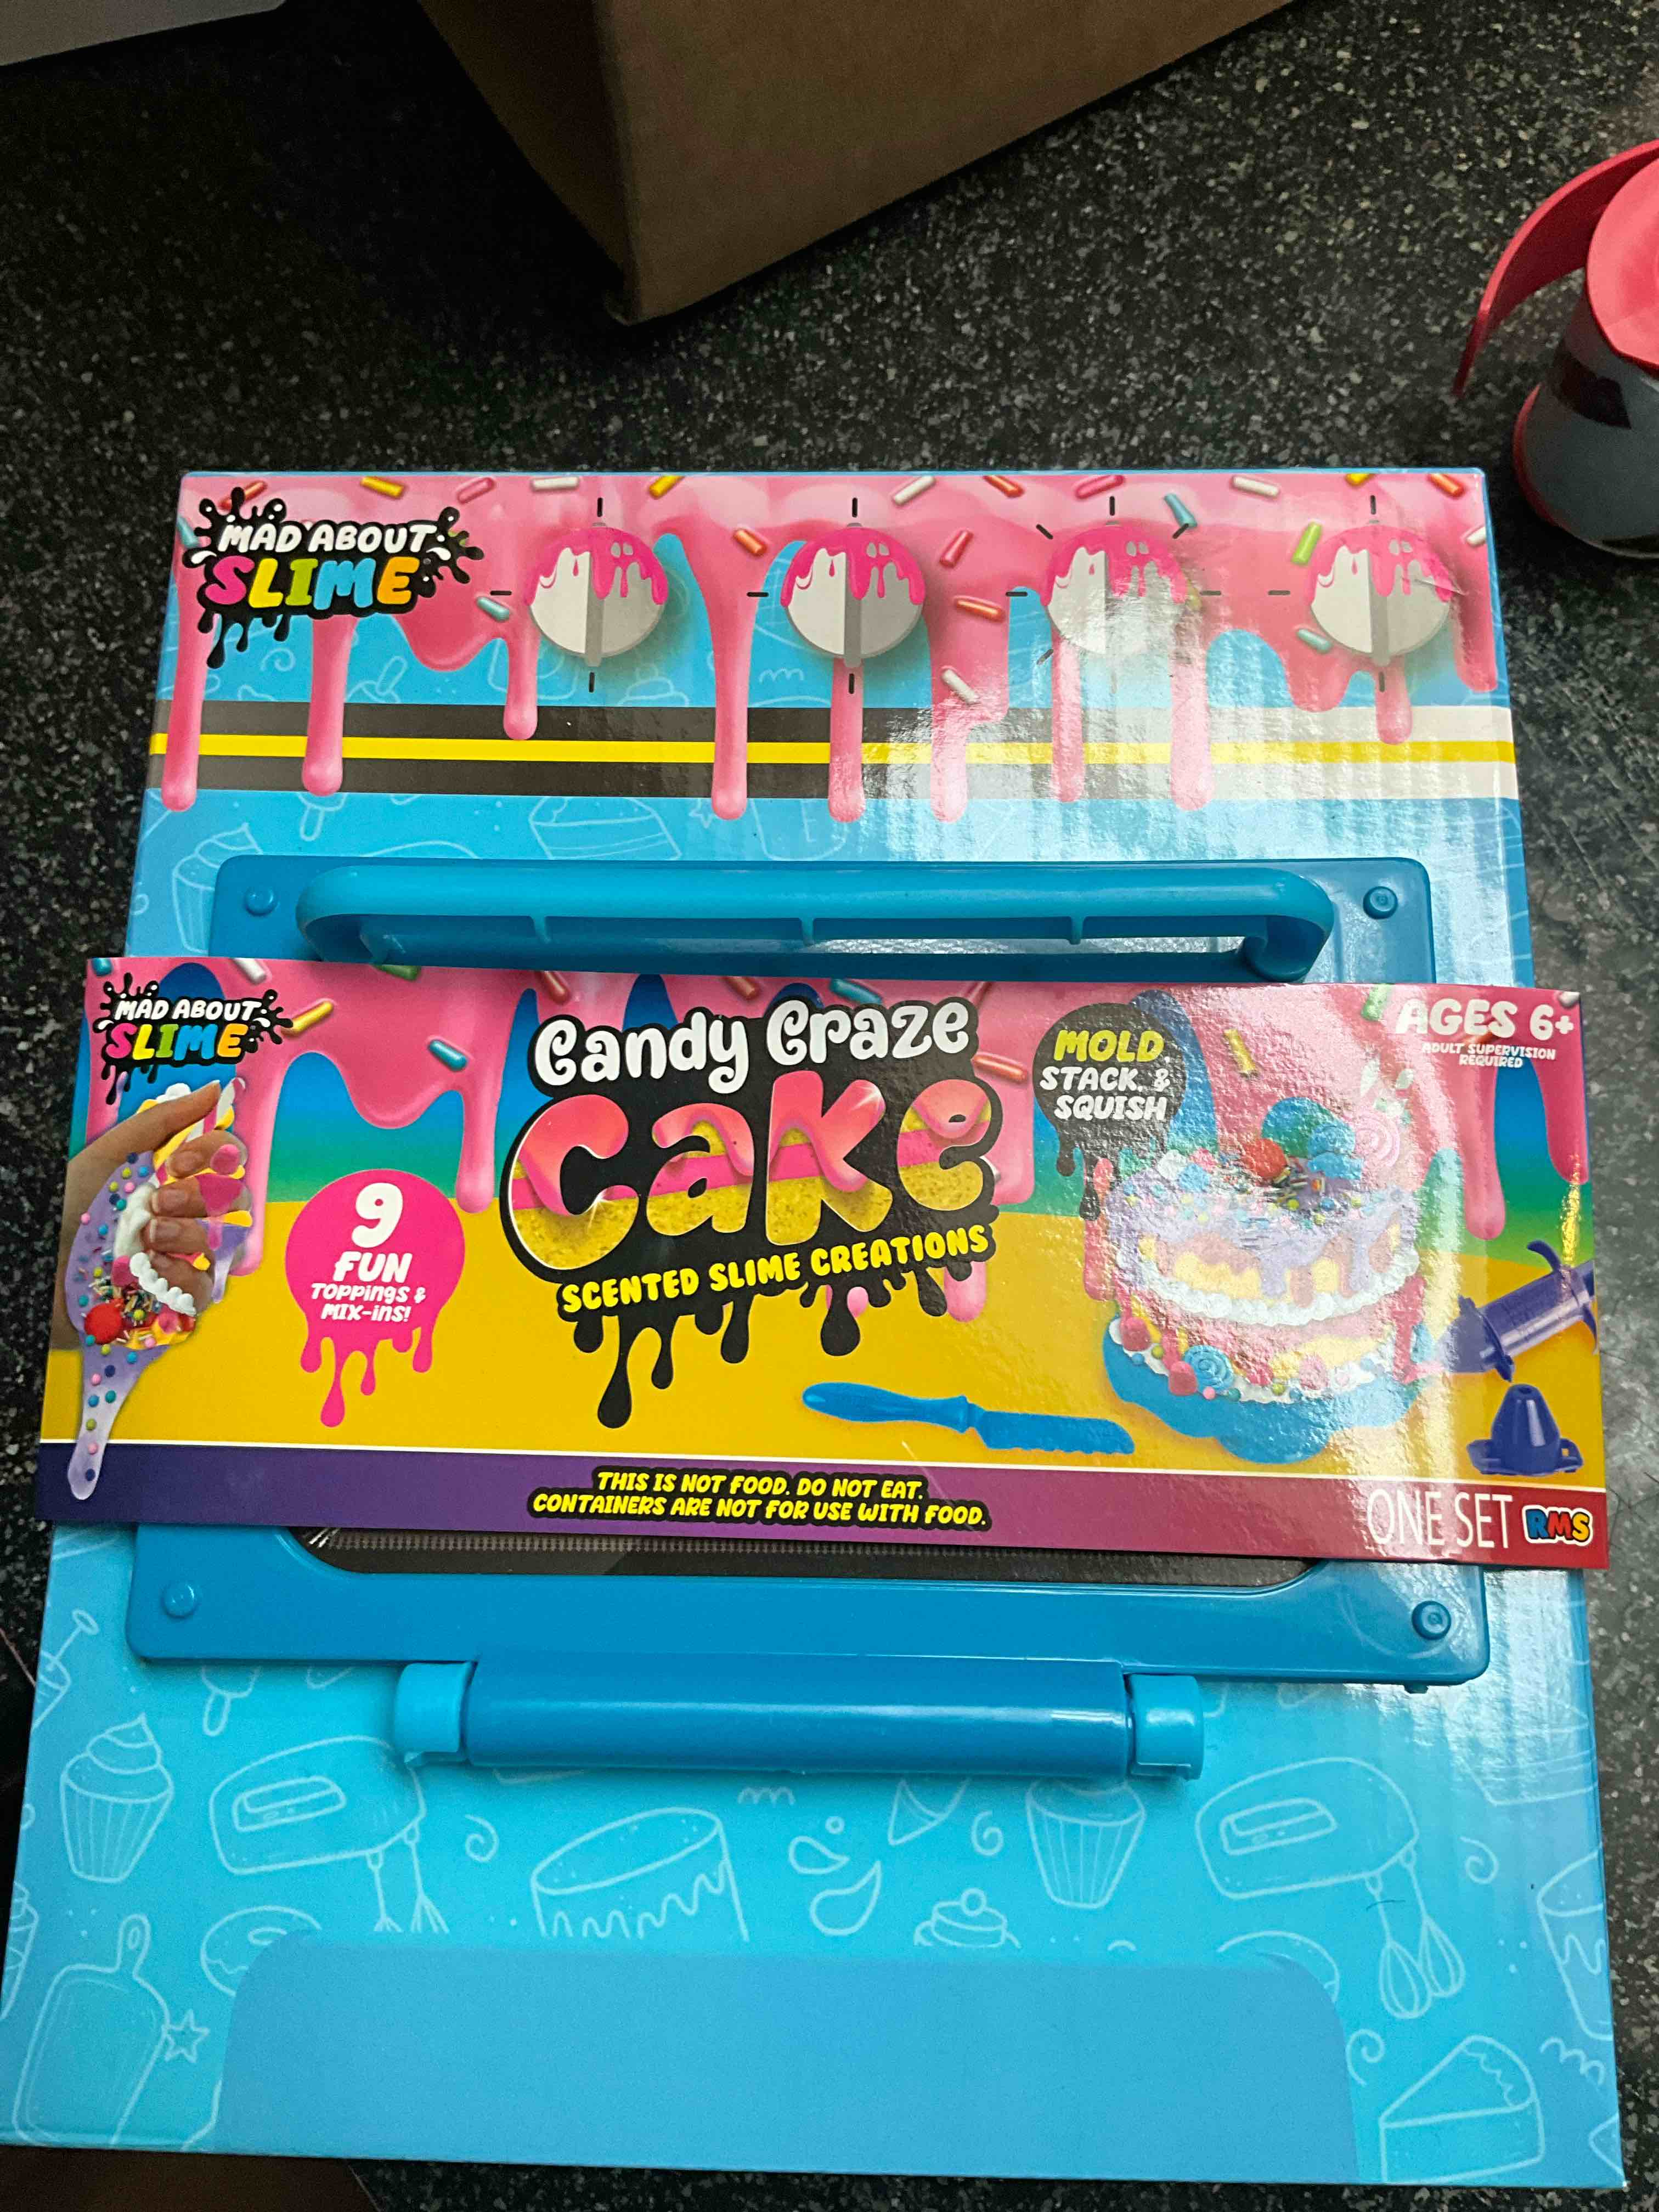 MAD ABOUT
SLIME
MAD ABOUT
SLIME
Candy Craze
Cake
SCENTED SLIME CREATIONS
9
FUN
TOPPINGS &
MIX-INS!
MOLD,
STACK, &
SQUISH
AGES 6+
ADULT SUPERVISION
REQUIRED
THIS IS NOT FOOD. DO NOT EAT.
CONTAINERS ARE NOT FOR USE WITH FOOD.
ONE SET RMS